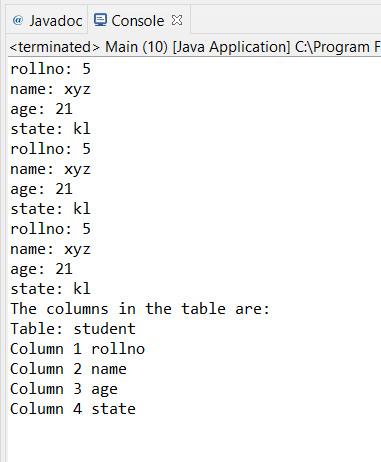 @ Javadoc Console
<terminated> Main (10) [Java Application] C:\Program F
rollno: 5
name: xyz
age: 21
state: kl
rollno: 5
name: xyz
age: 21
state: kl
rollno: 5
name: xyz
age: 21
state: kl
The columns in the table are:
Table: student
Column 1 rollno
Column 2 name
Column 3 age
Column 4 state